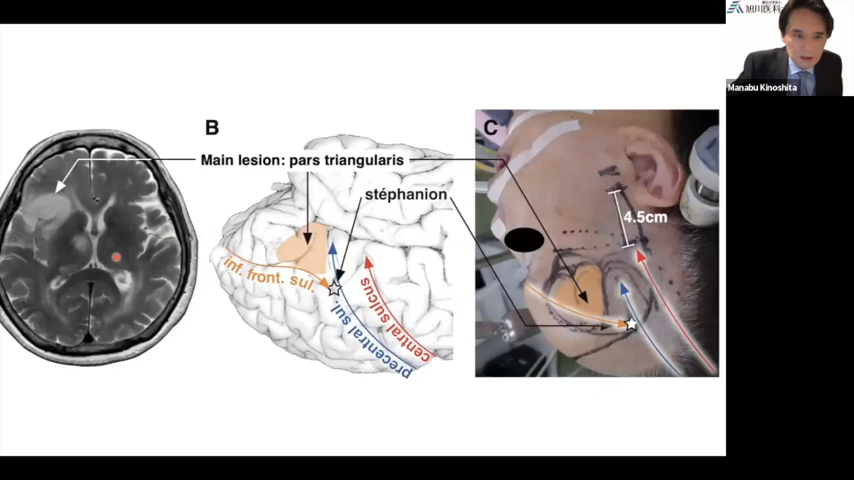 旭川医科
Manabu Kinoshita
B
C
Main lesion: pars triangularis
stéphanion
4.5cm
inf. front. sul.
precentral sul.
central sulcus